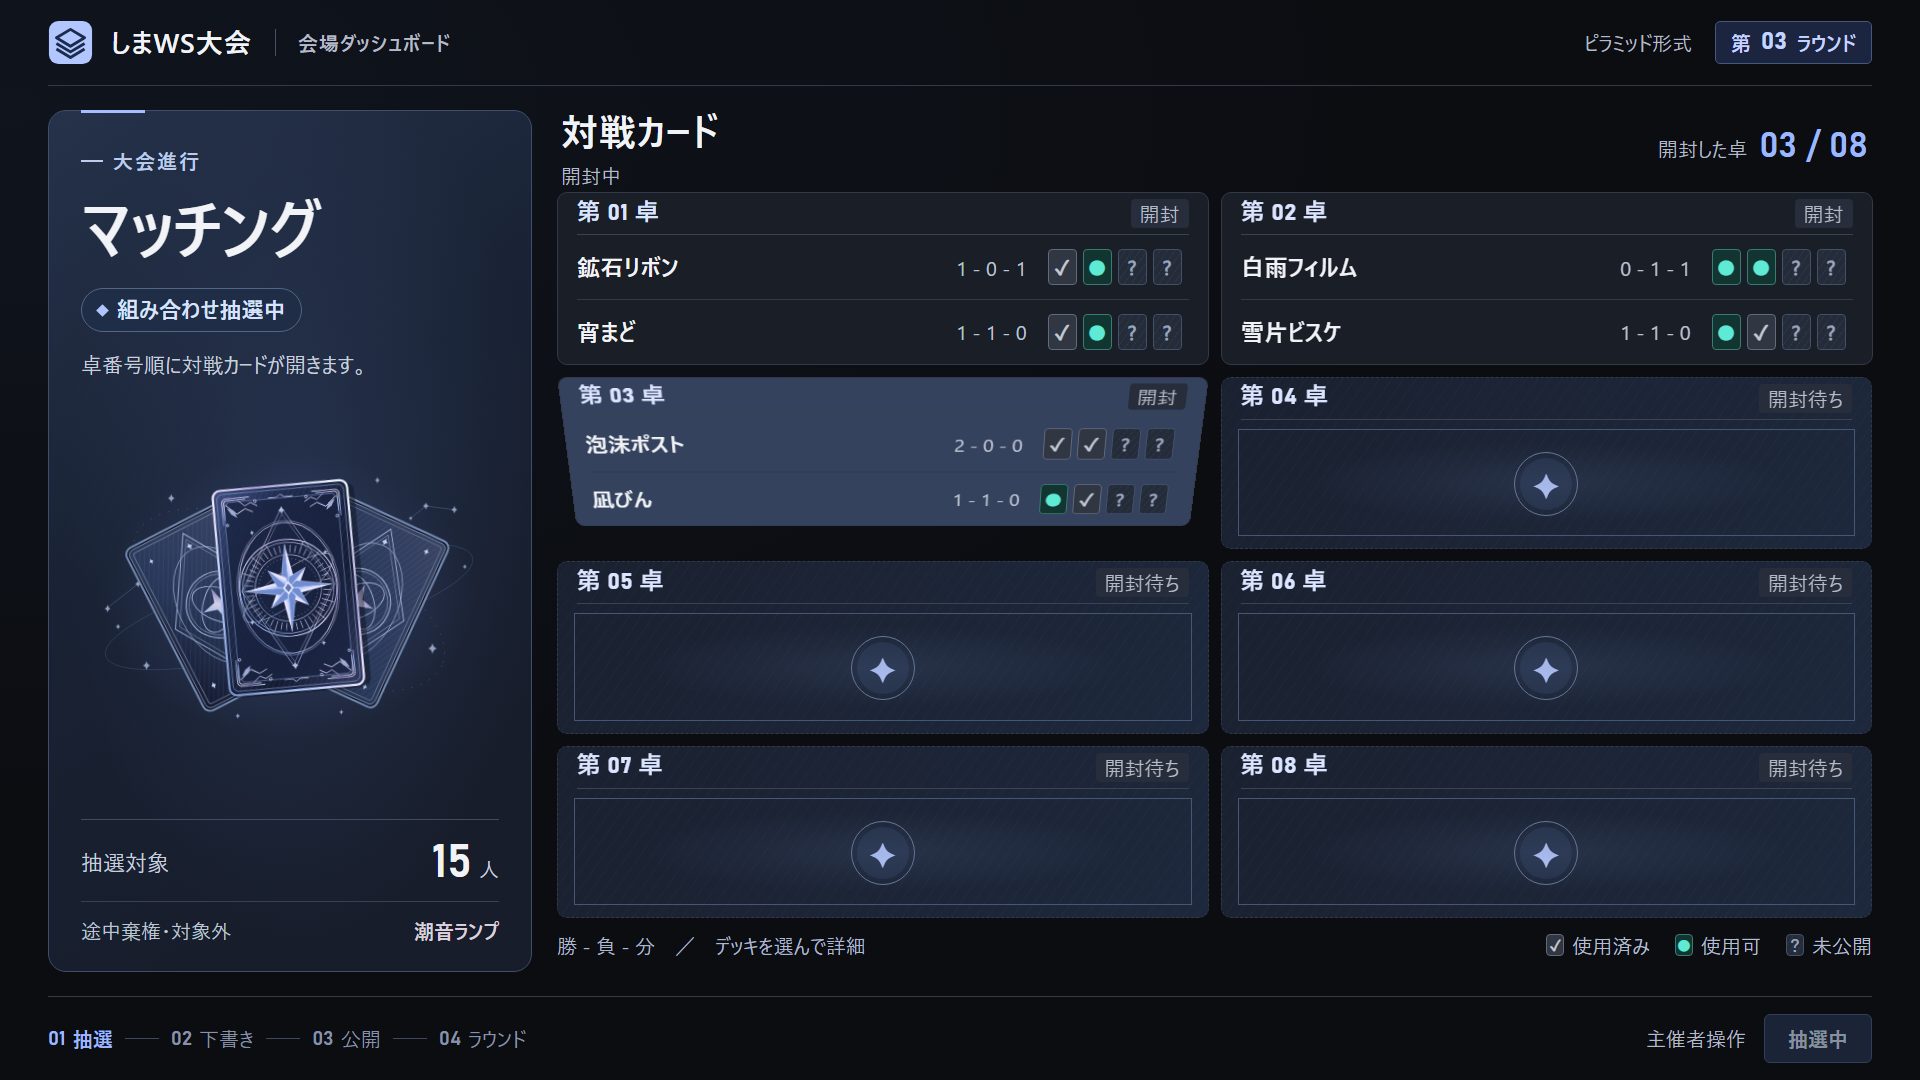 しまWS大会 会場ダッシュボード
ピラミッド形式 第 03 ラウンド
大会進行
マッチング
◆ 組み合わせ抽選中
卓番号順に対戦カードが開きます。
抽選対象 15 人
途中棄権・対象外 潮音ランプ
対戦カード
開封中
開封した卓 03 / 08
第 01 卓 開封
鉱石リボン 1 - 0 - 1 ✓ ● ? ?
宵まど 1 - 1 - 0 ✓ ● ? ?
第 02 卓 開封
白雨フィルム 0 - 1 - 1 ● ● ? ?
雪片ビスケ 1 - 1 - 0 ● ✓ ? ?
第 03 卓 開封
泡沫ポスト 2 - 0 - 0 ✓ ✓ ? ?
凪びん 1 - 1 - 0 ● ✓ ? ?
第 04 卓 開封待ち
第 05 卓 開封待ち
第 06 卓 開封待ち
第 07 卓 開封待ち
第 08 卓 開封待ち
勝 - 負 - 分 ／ デッキを選んで詳細
✓ 使用済み ● 使用可 ? 未公開
01 抽選 02 下書き 03 公開 04 ラウンド
主催者操作 抽選中